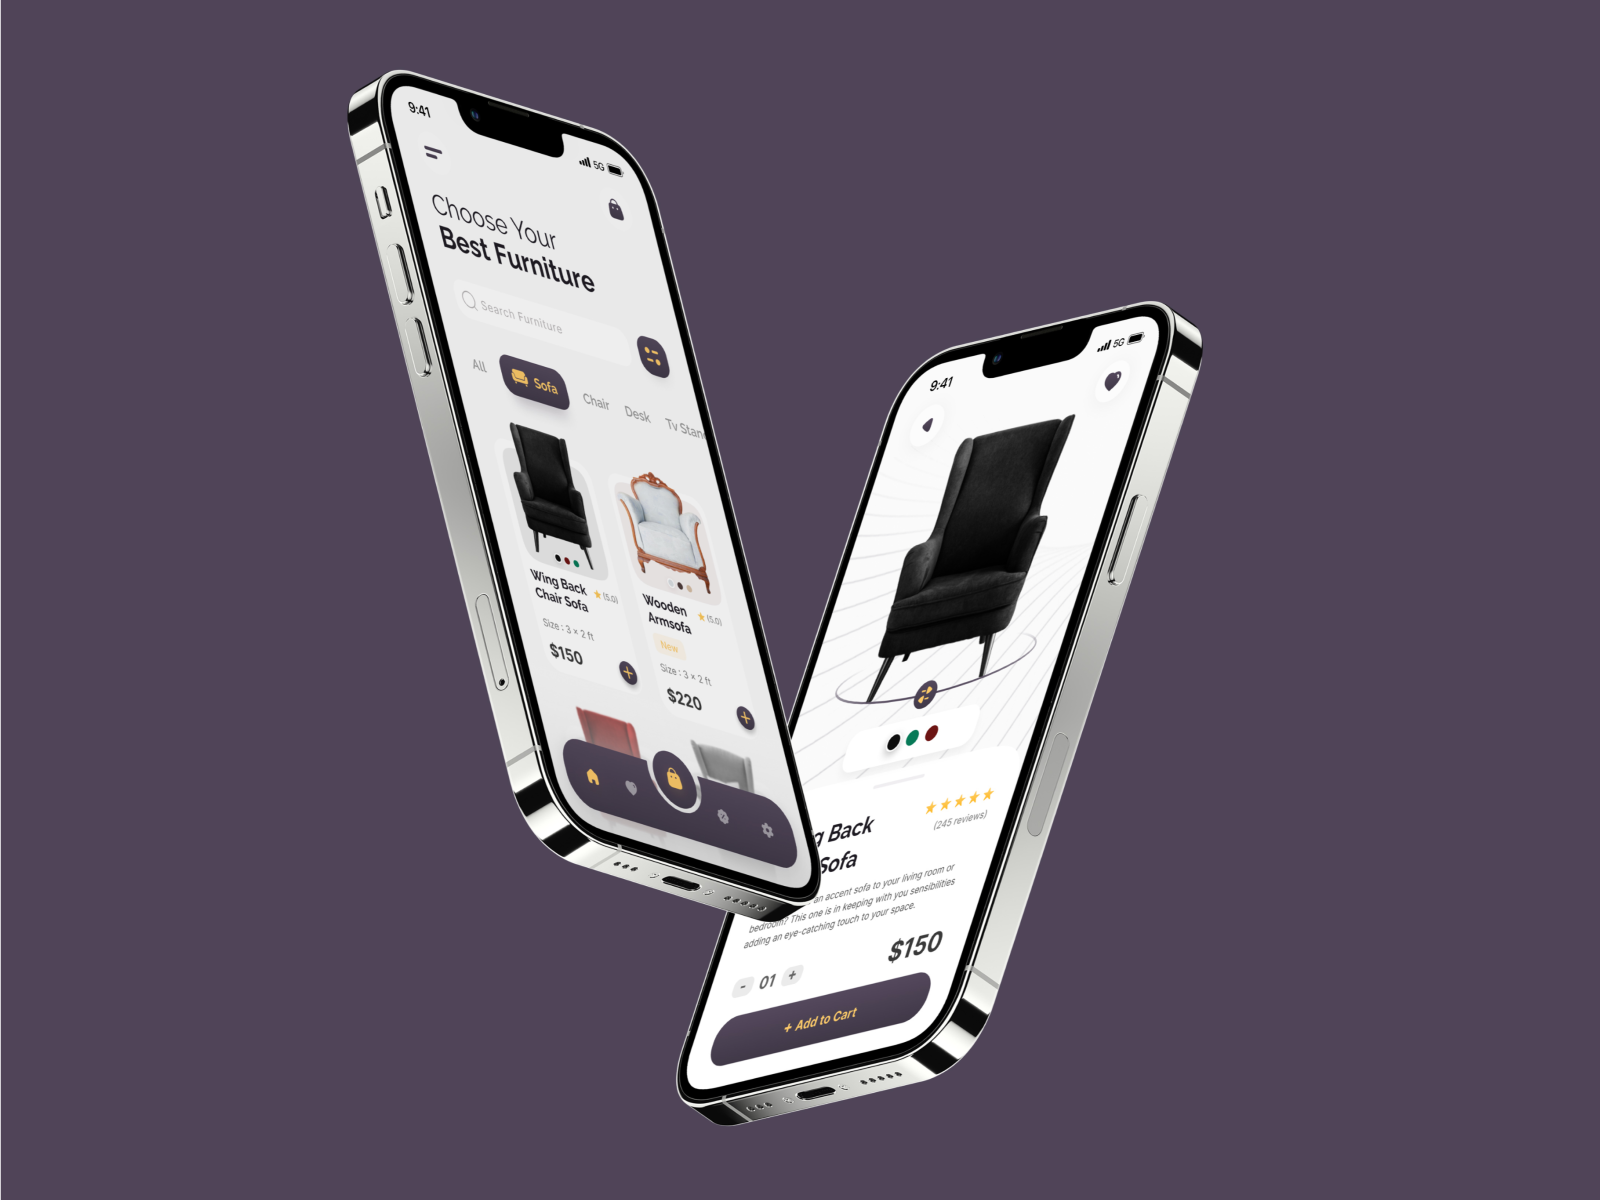 9:41
5G
Choose Your
Best Furniture
Search Furniture
All
Sofa
Chair
Desk
Tv Stan
Wing Back
Chair Sofa
(5.0)
Size : 3 × 2 ft
$150
+
Wooden
Armsofa
(5.0)
New
Size : 3 × 2 ft
$220
+
9:41
5G
g Back
Sofa
(245 reviews)
an accent sofa to your living room or
bedroom? This one is in keeping with you sensibilities
adding an eye-catching touch to your space.
$150
- 01 +
+ Add to Cart